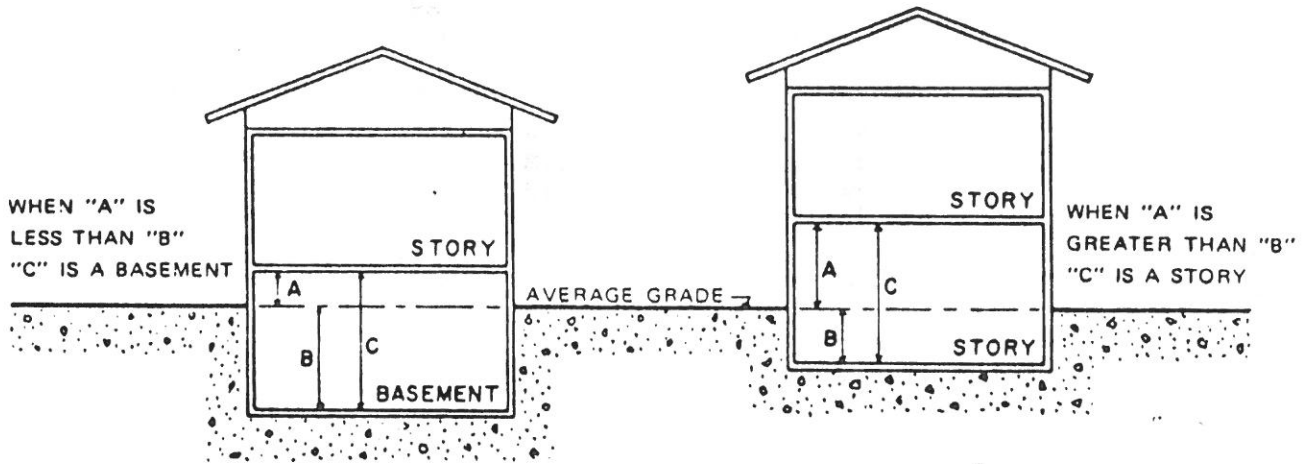 WHEN "A" IS
LESS THAN "B"
"C" IS A BASEMENT
STORY
A
B
C
BASEMENT
AVERAGE GRADE
STORY
A
C
B
STORY
WHEN "A" IS
GREATER THAN "B"
"C" IS A STORY